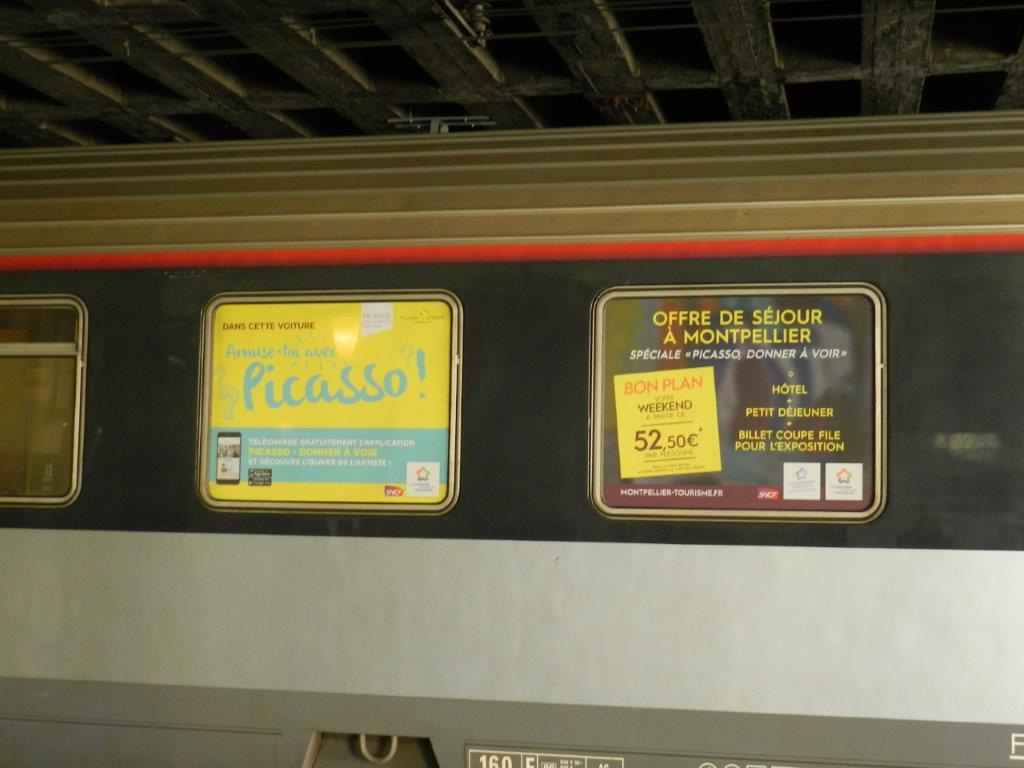 DANS CETTE VOITURE
PICASSO
Amuse-toi avec
Picasso!
TÉLÉCHARGE GRATUITEMENT L'APPLICATION
PICASSO - DONNER À VOIR
ET DÉCOUVRE L'ŒUVRE DE L'ARTISTE !
SNCF
OFFRE DE SÉJOUR
À MONTPELLIER
SPÉCIALE «PICASSO, DONNER À VOIR»
BON PLAN
VOTRE
WEEKEND
À PARTIR DE
52,50€*
PAR PERSONNE
HÔTEL
+
PETIT DÉJEUNER
+
BILLET COUPE FILE
POUR L'EXPOSITION
MONTPELLIER-TOURISME.FR
SNCF
160 F